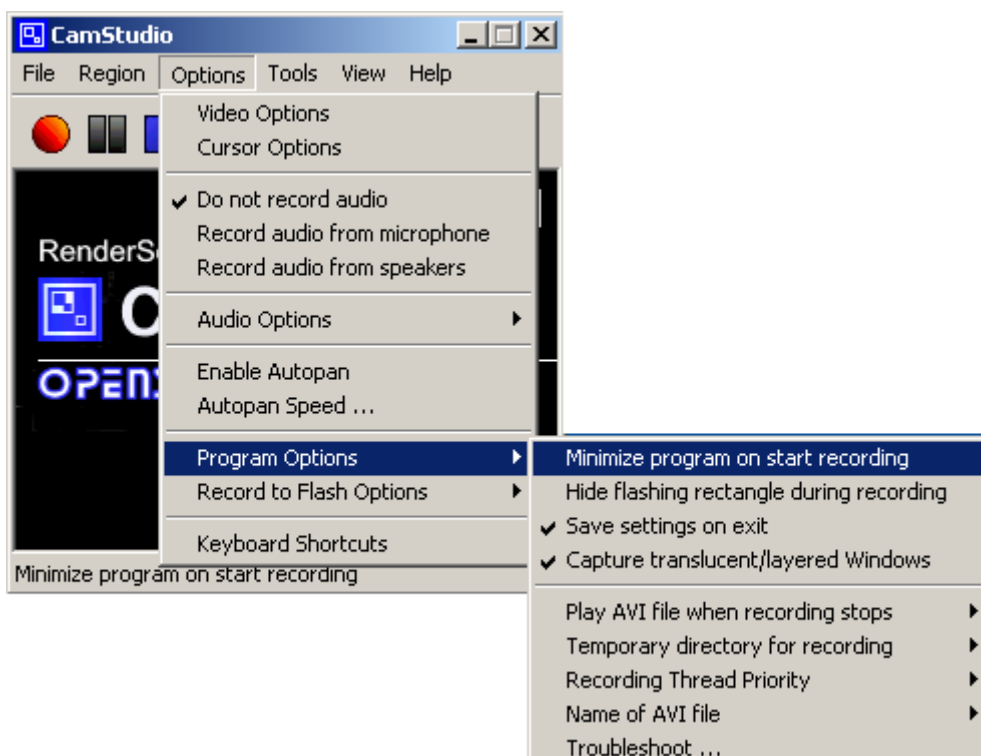 CamStudio
File Region Options Tools View Help
Video Options
Cursor Options
Do not record audio
Record audio from microphone
Record audio from speakers
Audio Options
Enable Autopan
Autopan Speed ...
Program Options
Record to Flash Options
Keyboard Shortcuts
RenderS
C
OPEN
Minimize program on start recording
Minimize program on start recording
Hide flashing rectangle during recording
Save settings on exit
Capture translucent/layered Windows
Play AVI file when recording stops
Temporary directory for recording
Recording Thread Priority
Name of AVI file
Troubleshoot ...